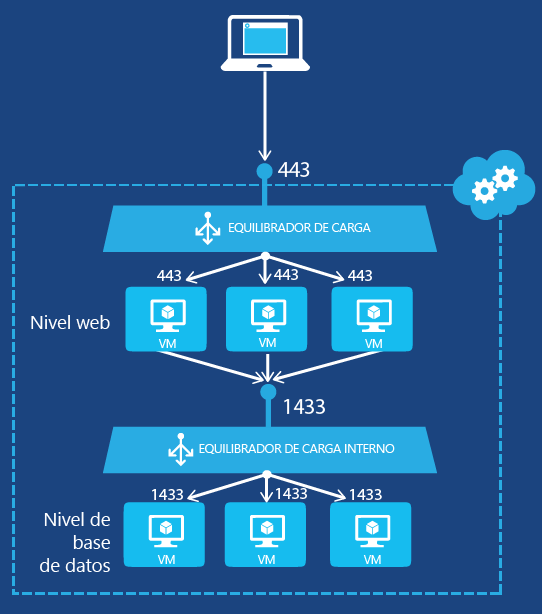 443
EQUILIBRADOR DE CARGA
443
443
443
Nivel web
VM
VM
VM
1433
EQUILIBRADOR DE CARGA INTERNO
1433
1433
1433
Nivel de
base
de datos
VM
VM
VM